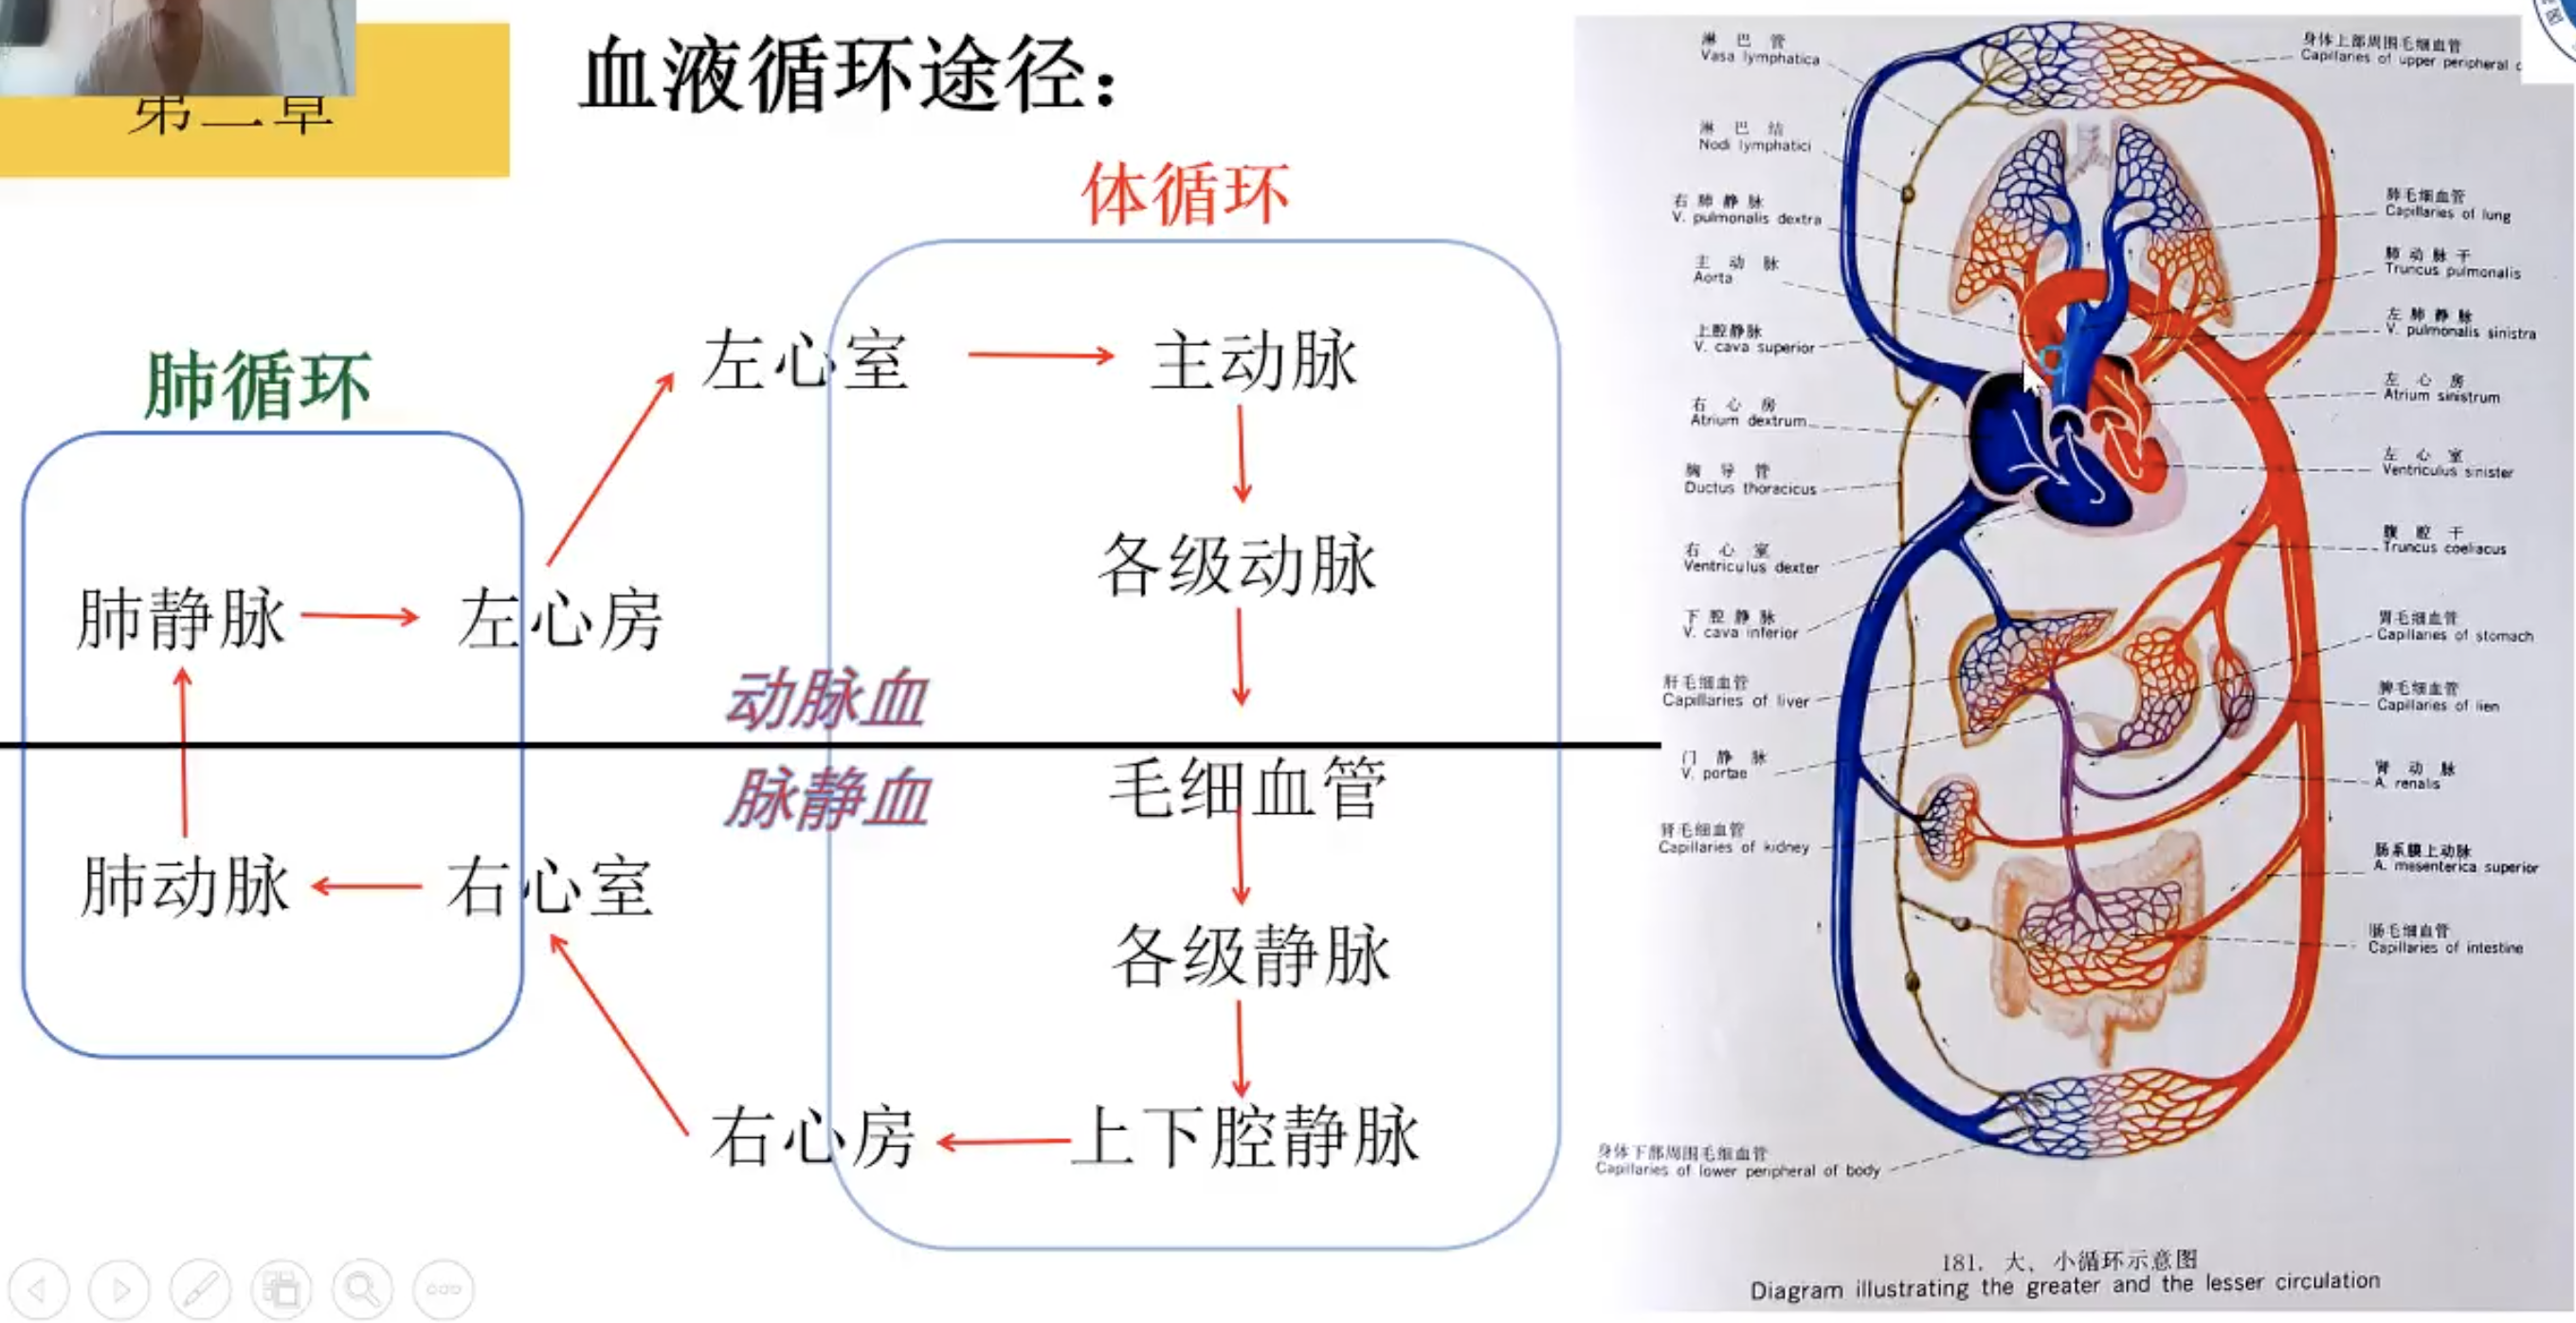 第二章
血液循环途径：
体循环
肺循环
左心室
主动脉
各级动脉
肺静脉
左心房
动脉血
脉静血
毛细血管
肺动脉
右心室
各级静脉
右心房
上下腔静脉
淋巴管
Vasa lymphatica
淋巴结
Nodi lymphatici
右肺静脉
V. pulmonalis dextra
主动脉
Aorta
上腔静脉
V. cava superior
右心房
Atrium dextrum
胸导管
Ductus thoracicus
右心室
Ventriculus dexter
下腔静脉
V. cava inferior
肝毛细血管
Capillaries of liver
门静脉
V. portae
肾毛细血管
Capillaries of kidney
身体下部周围毛细血管
Capillaries of lower peripheral of body
身体上部周围毛细血管
Capillaries of upper peripheral
肺毛细血管
Capillaries of lung
肺动脉干
Truncus pulmonalis
左肺静脉
V. pulmonalis sinistra
左心房
Atrium sinistrum
左心室
Ventriculus sinister
腹腔干
Truncus coeliacus
胃毛细血管
Capillaries of stomach
脾毛细血管
Capillaries of lien
肾动脉
A. renalis
肠系膜上动脉
A. mesenterica superior
肠毛细血管
Capillaries of intestine
181. 大、小循环示意图
Diagram illustrating the greater and the lesser circulation